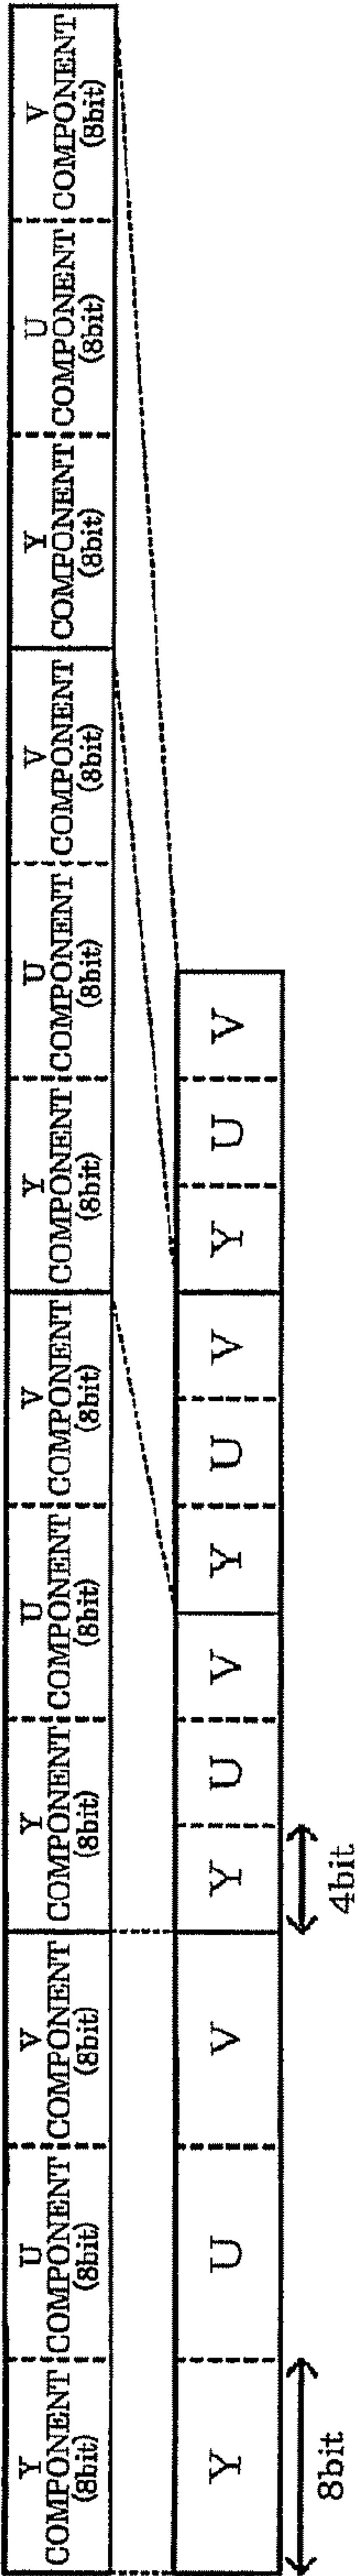 Y
COMPONENT
(8bit)
U
COMPONENT
(8bit)
V
COMPONENT
(8bit)
Y
COMPONENT
(8bit)
U
COMPONENT
(8bit)
V
COMPONENT
(8bit)
Y
COMPONENT
(8bit)
U
COMPONENT
(8bit)
V
COMPONENT
(8bit)
Y
COMPONENT
(8bit)
U
COMPONENT
(8bit)
V
COMPONENT
(8bit)
Y
U
V
Y
U
V
Y
U
V
Y
U
V
8bit
4bit